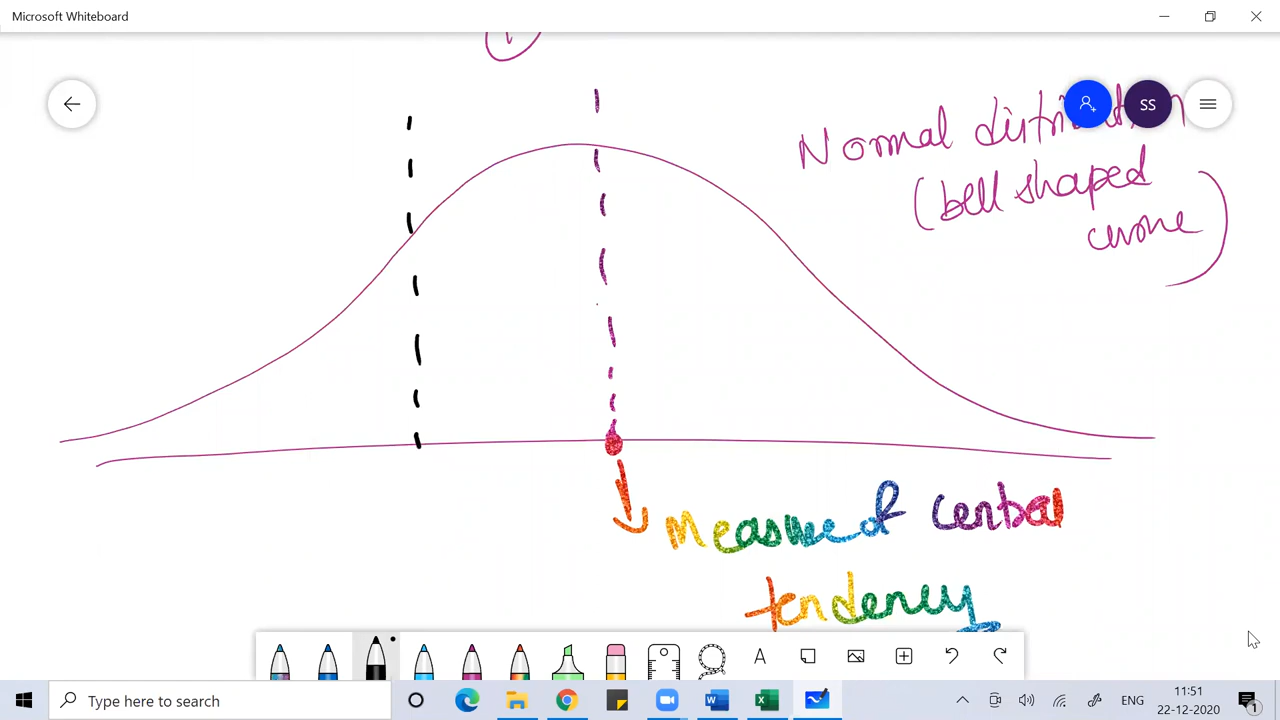 Microsoft Whiteboard
SS
Normal distribution
(bell shaped
curve)
Measure of central
tendency
A
Type here to search
ENG
11:51
22-12-2020
1